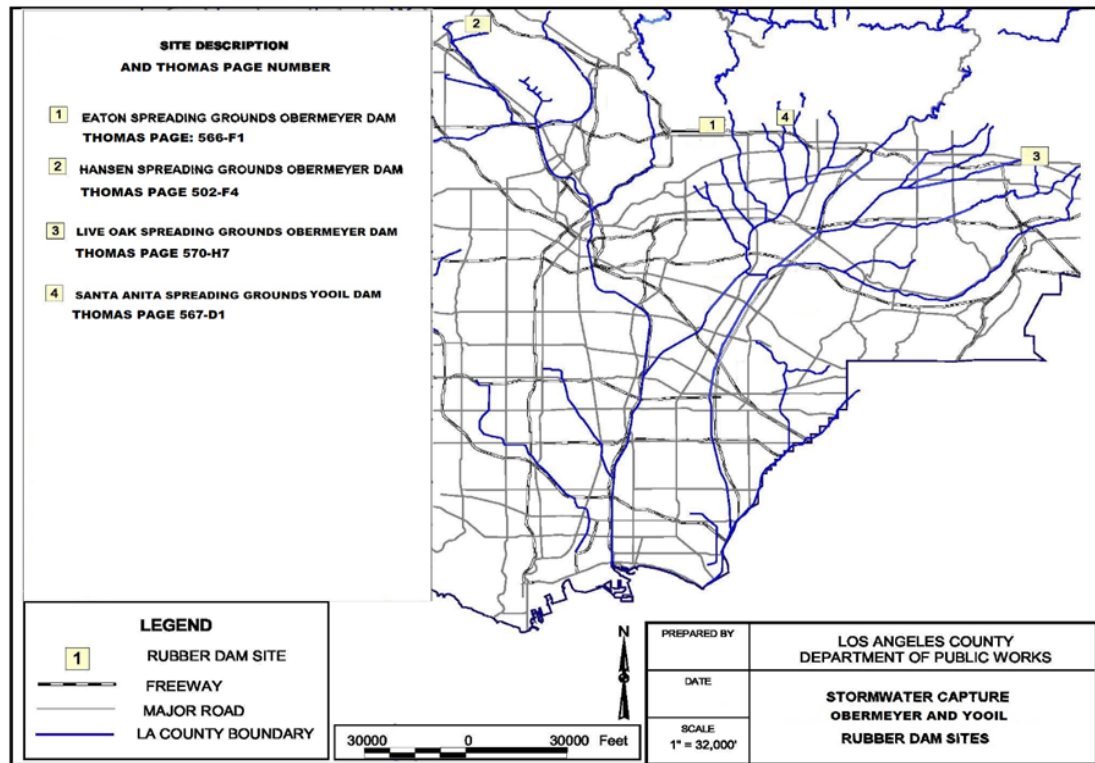 SITE DESCRIPTION
AND THOMAS PAGE NUMBER
1 EATON SPREADING GROUNDS OBERMEYER DAM
THOMAS PAGE: 566-F1
2 HANSEN SPREADING GROUNDS OBERMEYER DAM
THOMAS PAGE 502-F4
3 LIVE OAK SPREADING GROUNDS OBERMEYER DAM
THOMAS PAGE 570-H7
4 SANTA ANITA SPREADING GROUNDS YOOIL DAM
THOMAS PAGE 567-D1
2
1
4
3
LEGEND
1 RUBBER DAM SITE
FREEWAY
MAJOR ROAD
LA COUNTY BOUNDARY
N
30000 0 30000 Feet
PREPARED BY
LOS ANGELES COUNTY
DEPARTMENT OF PUBLIC WORKS
DATE
SCALE
1" = 32,000'
STORMWATER CAPTURE
OBERMEYER AND YOOIL
RUBBER DAM SITES